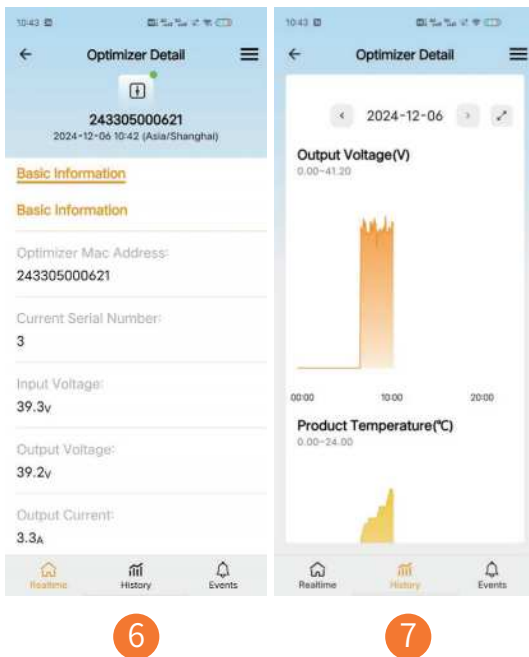 10:43
Optimizer Detail
243305000621
2024-12-06 10:42 (Asia/Shanghai)
Basic Information
Basic Information
Optimizer Mac Address:
243305000621
Current Serial Number:
3
Input Voltage:
39.3v
Output Voltage:
39.2v
Output Current:
3.3A
Realtime History Events
6
10:43
Optimizer Detail
2024-12-06
Output Voltage(V)
0.00-41.20
00:00 10:00 20:00
Product Temperature(°C)
0.00-24.00
Realtime History Events
7